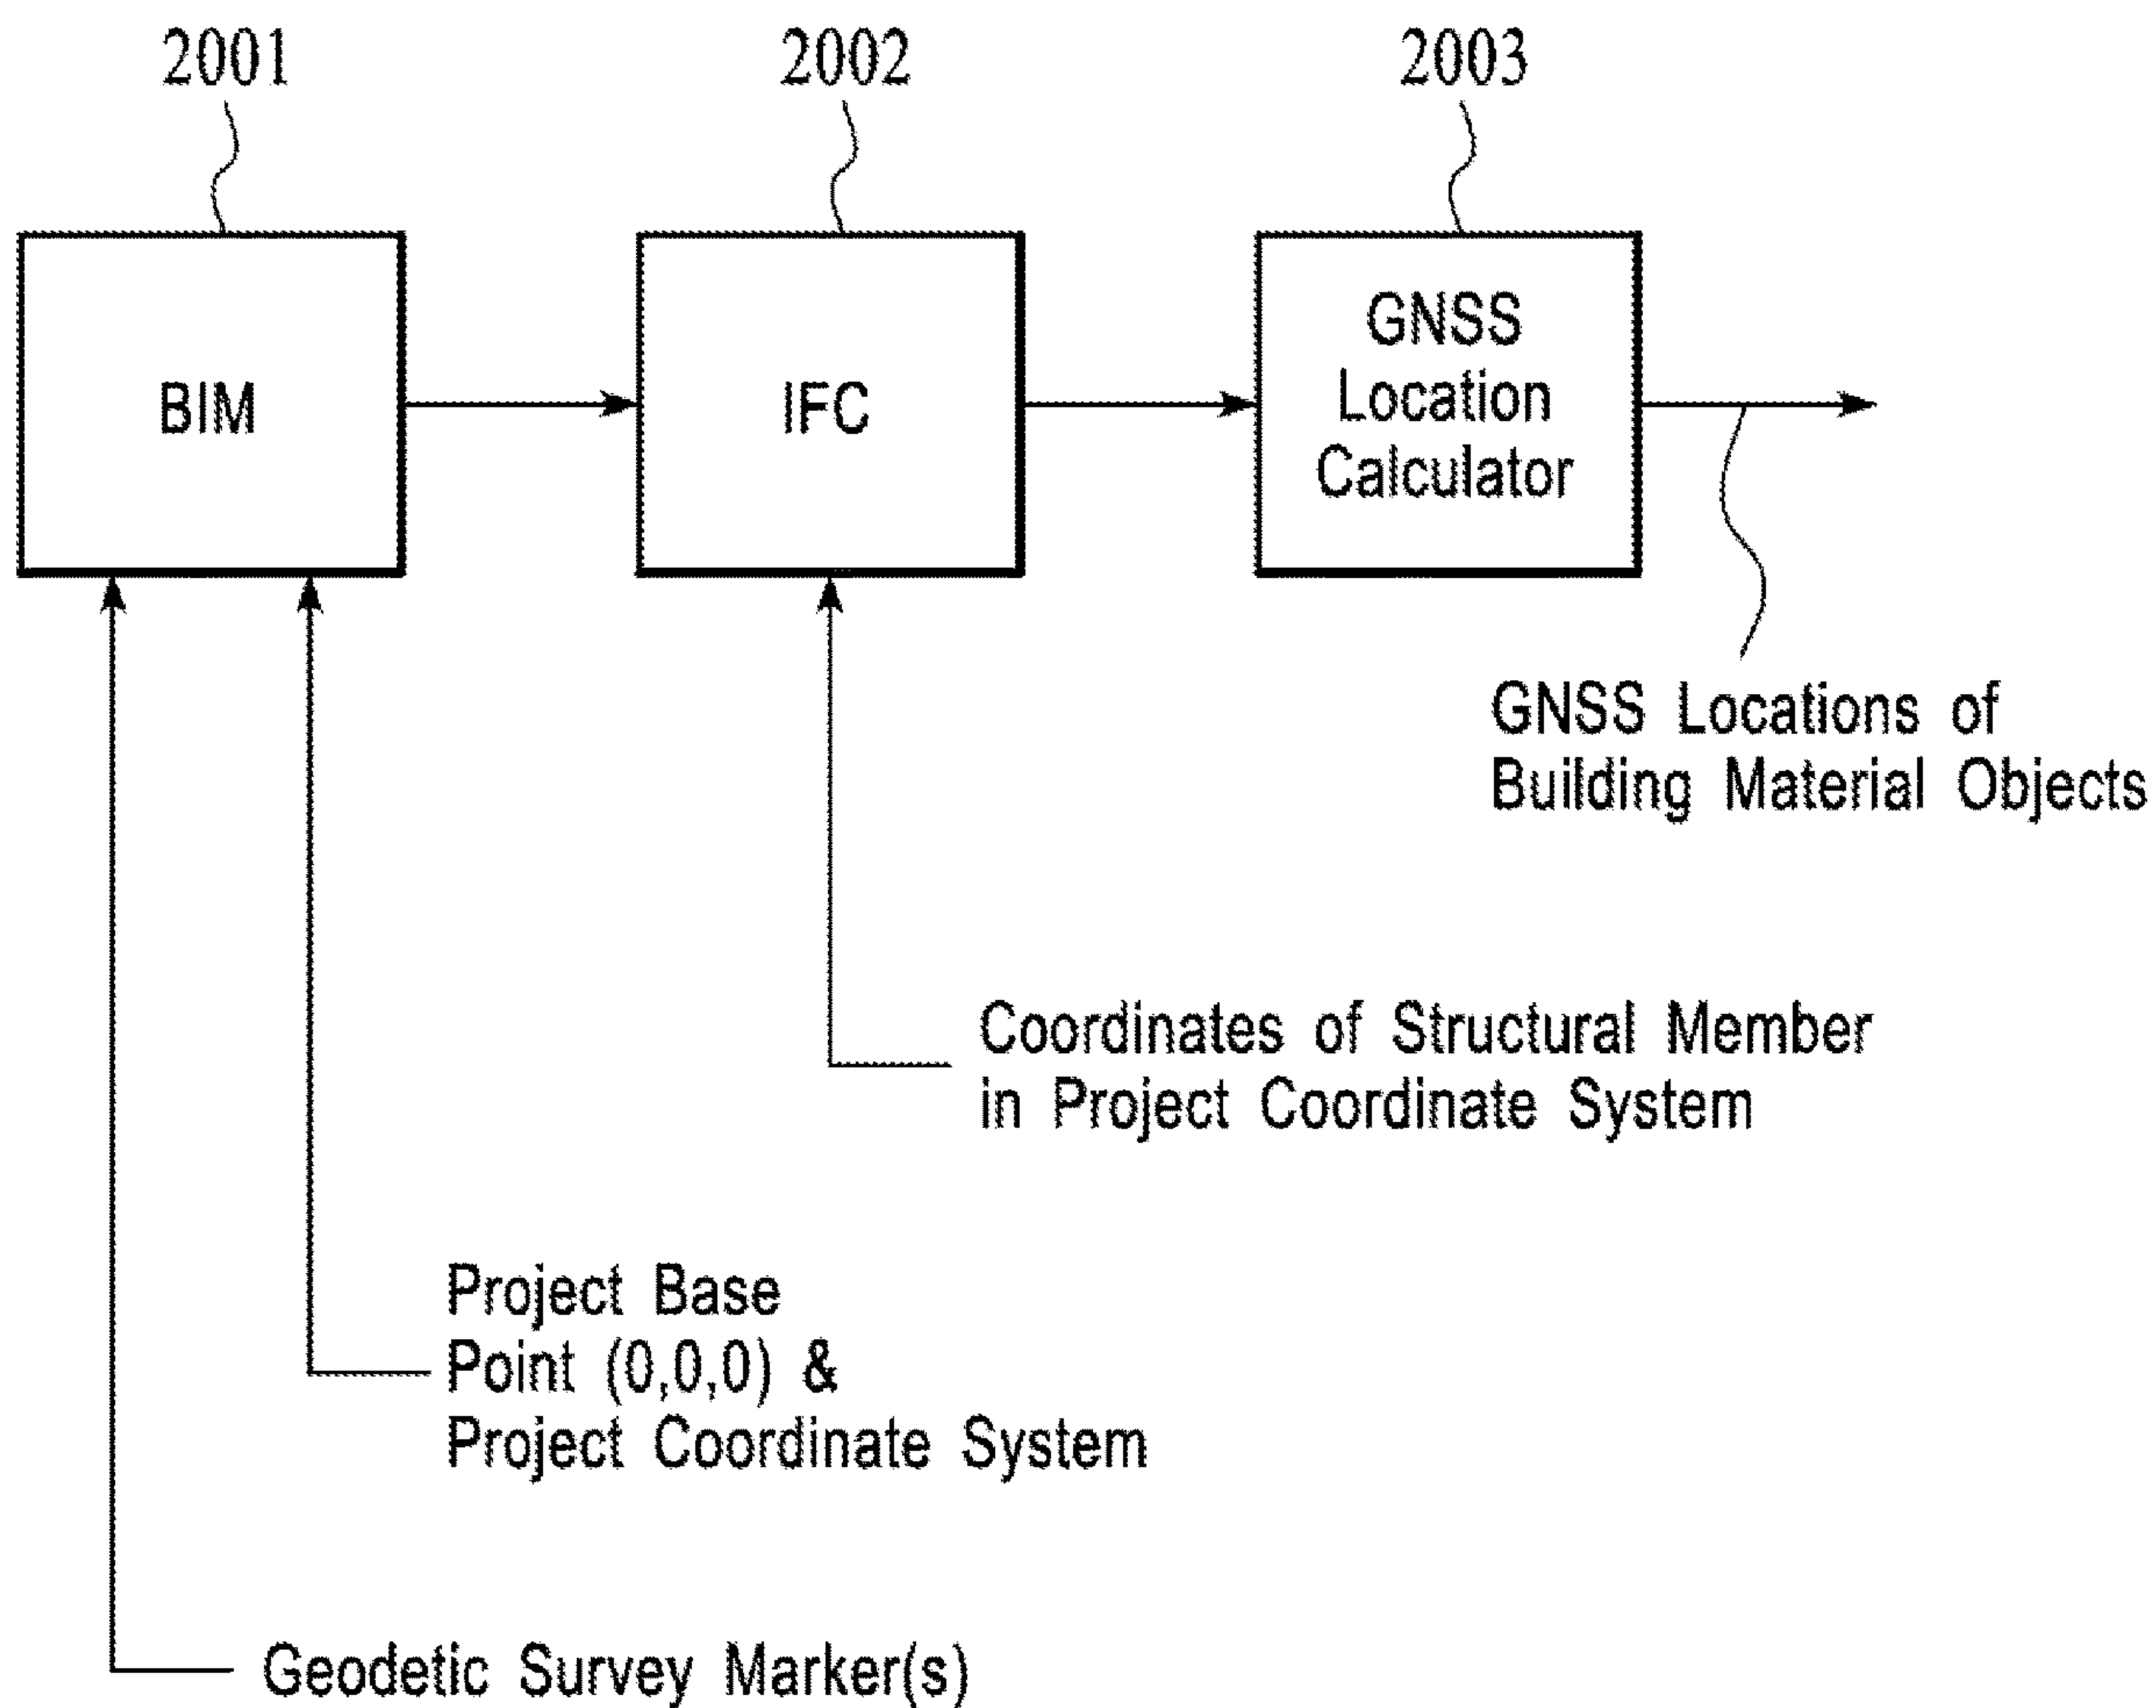 2001
2002
2003
BIM
IFC
GNSS
Location
Calculator
GNSS Locations of
Building Material Objects
Coordinates of Structural Member
in Project Coordinate System
Project Base
Point (0,0,0) &
Project Coordinate System
Geodetic Survey Marker(s)